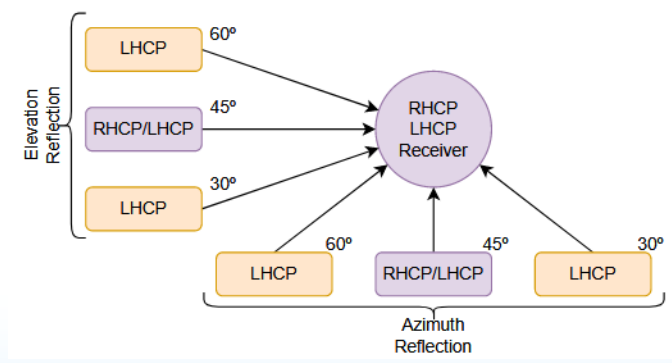 60º
LHCP
45º
RHCP/LHCP
30º
LHCP
Elevation
Reflection
RHCP
LHCP
Receiver
60º
LHCP
45º
RHCP/LHCP
30º
LHCP
Azimuth
Reflection